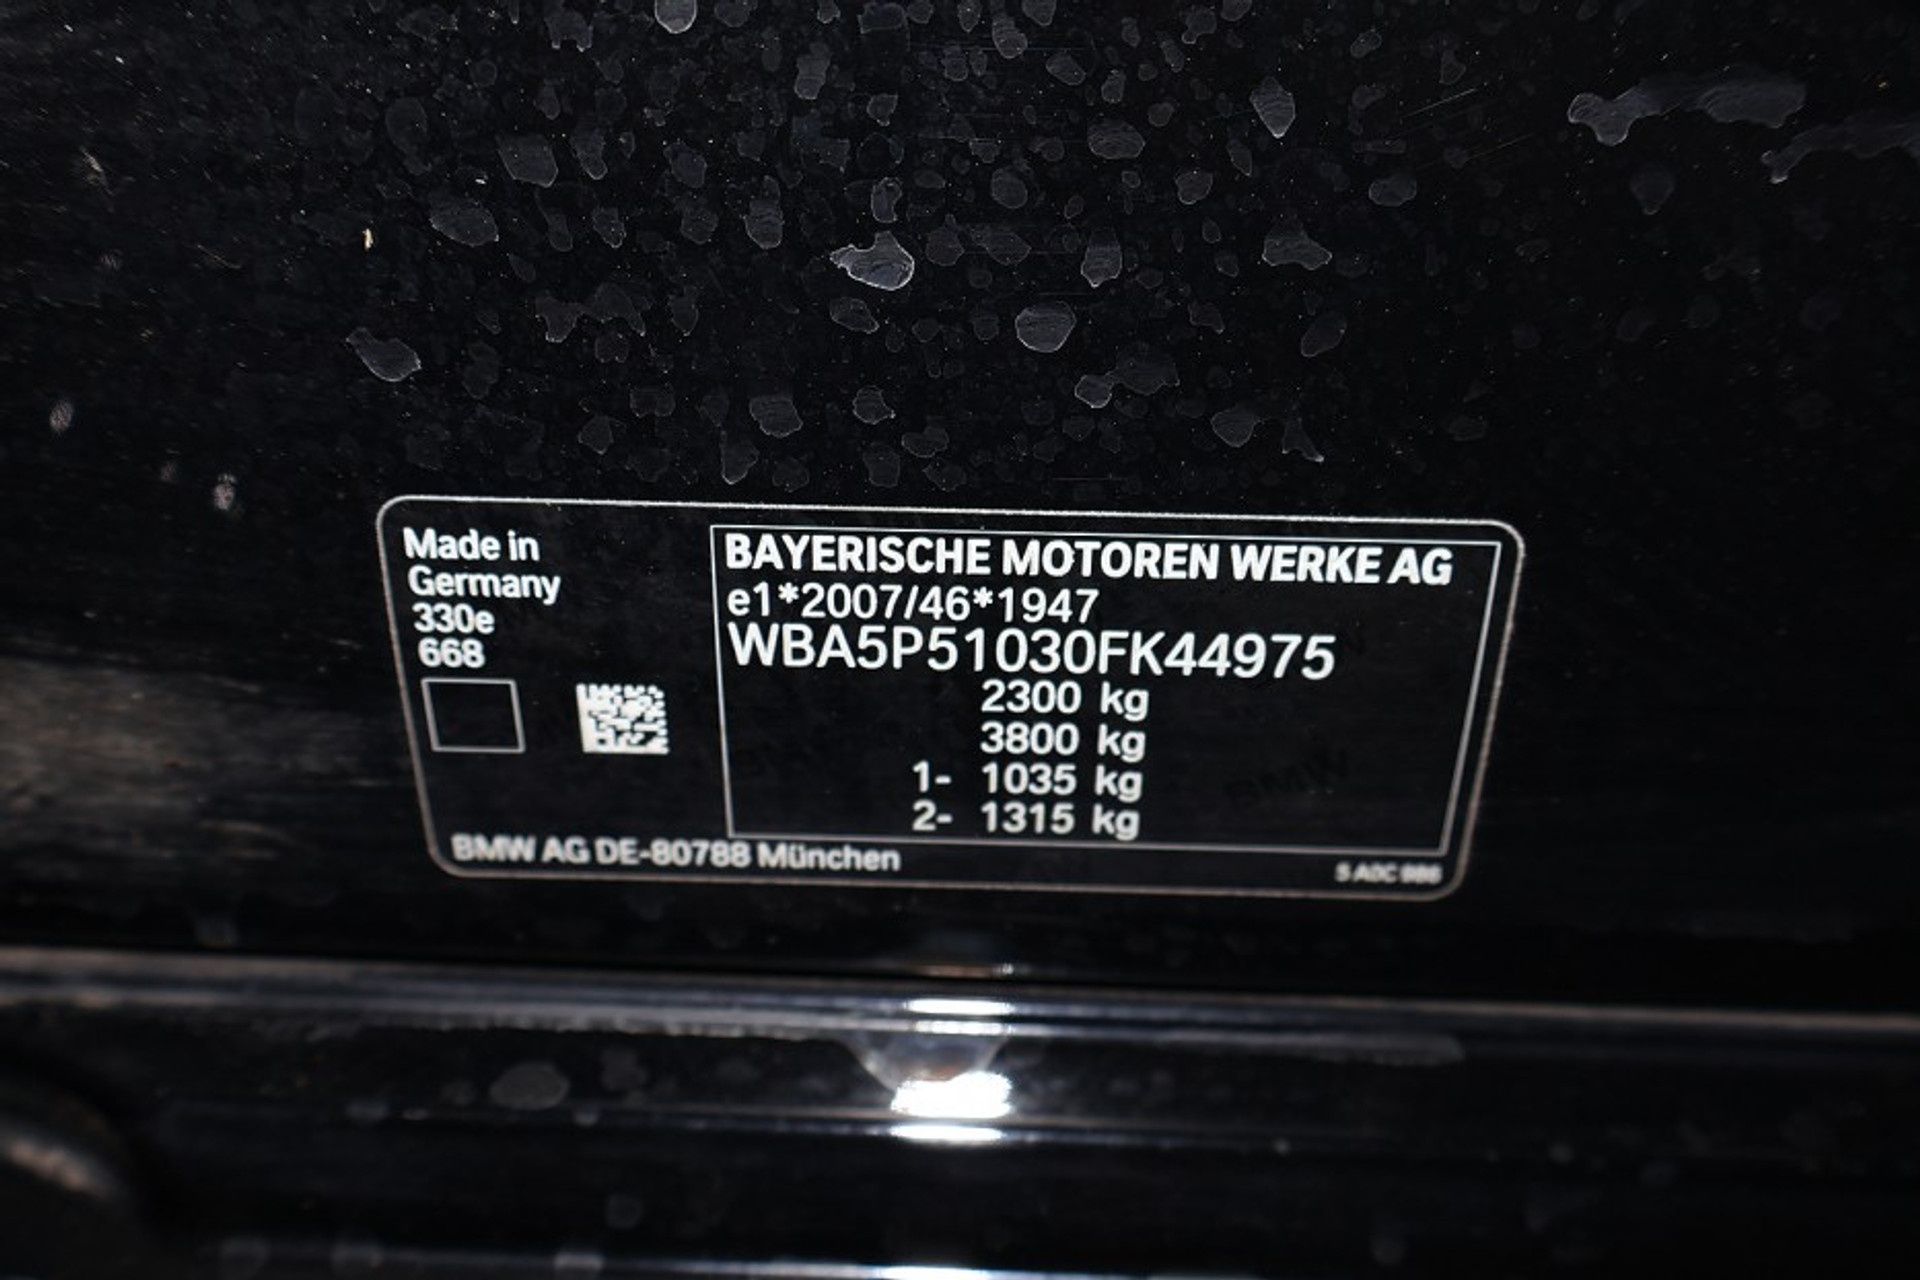 Made in
Germany
330e
668
BAYERISCHE MOTOREN WERKE AG
e1*2007/46*1947
WBA5P51030FK44975
2300 kg
3800 kg
1- 1035 kg
2- 1315 kg
BMW AG DE-80788 München